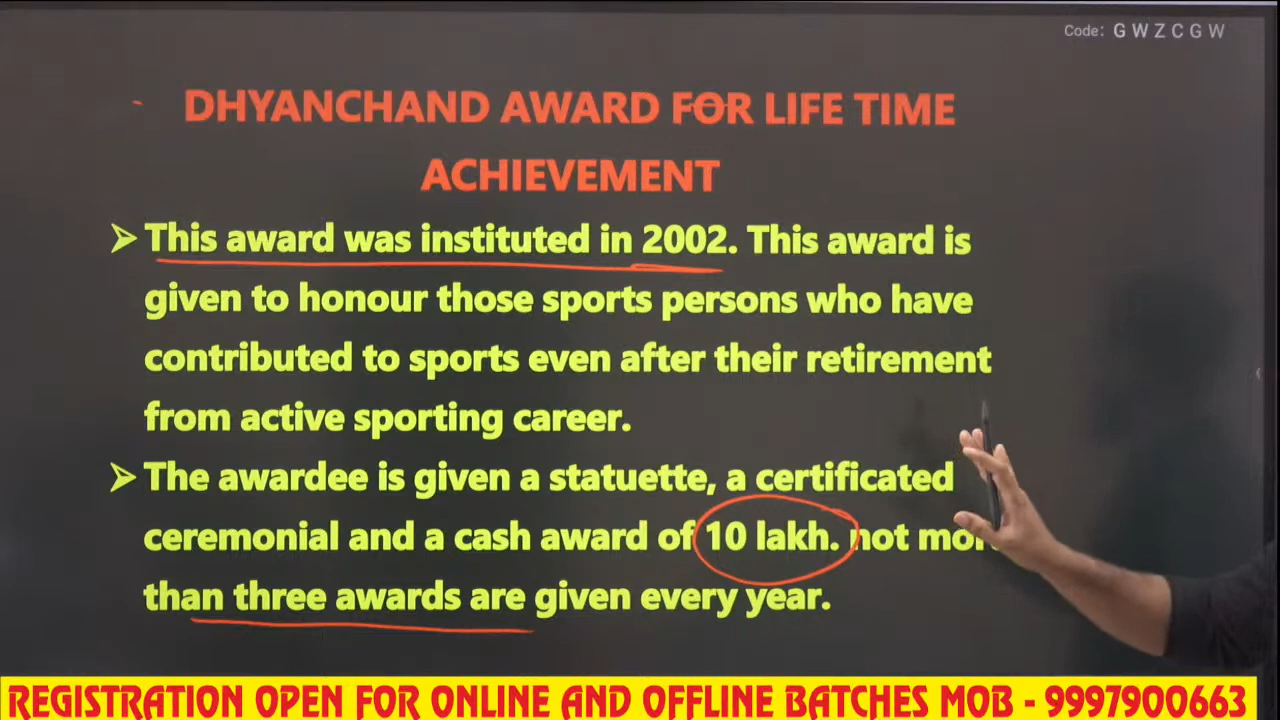 Code: G W Z C G W
DHYANCHAND AWARD FOR LIFE TIME
ACHIEVEMENT
➢ This award was instituted in 2002. This award is
given to honour those sports persons who have
contributed to sports even after their retirement
from active sporting career.
➢ The awardee is given a statuette, a certificated
ceremonial and a cash award of 10 lakh. not more
than three awards are given every year.
REGISTRATION OPEN FOR ONLINE AND OFFLINE BATCHES MOB - 9997900663